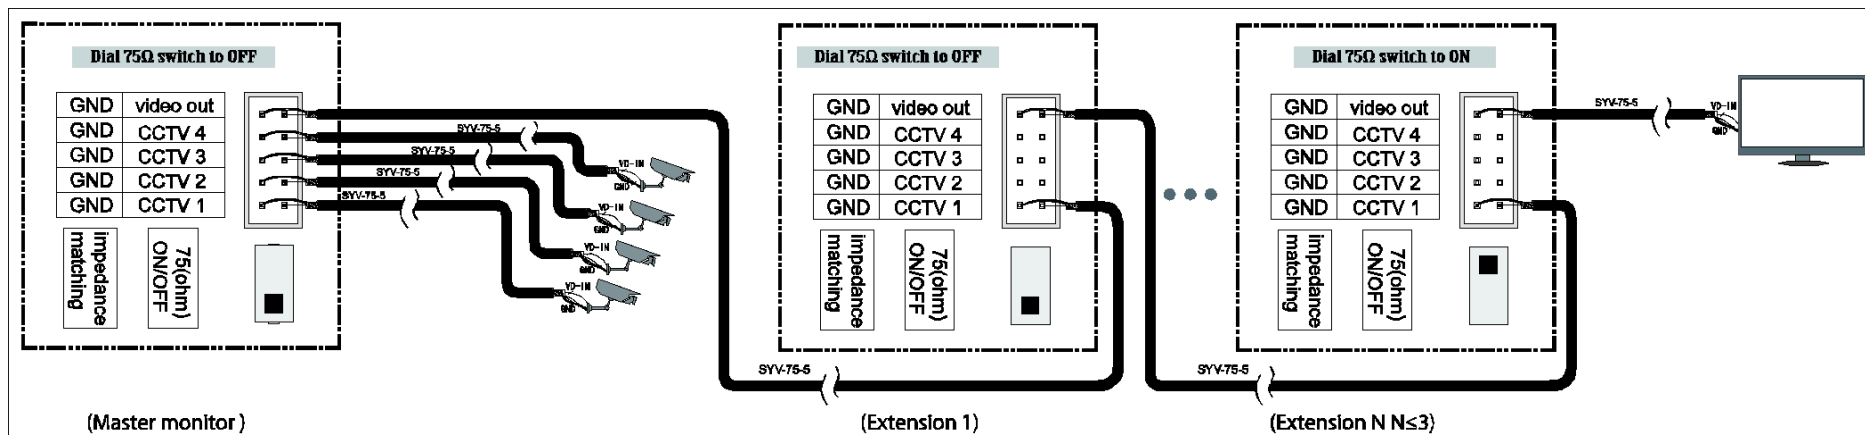 Dial 75Ω switch to OFF
GND video out
GND CCTV 4
GND CCTV 3
GND CCTV 2
GND CCTV 1
impedance matching
75(ohm) ON/OFF
(Master monitor )
SYV-75-5
SYV-75-5
SYV-75-5
SYV-75-5
VD-IN
GND
VD-IN
GND
VD-IN
GND
VD-IN
GND
SYV-75-5
Dial 75Ω switch to OFF
GND video out
GND CCTV 4
GND CCTV 3
GND CCTV 2
GND CCTV 1
impedance matching
75(ohm) ON/OFF
(Extension 1)
SYV-75-5
Dial 75Ω switch to ON
GND video out
GND CCTV 4
GND CCTV 3
GND CCTV 2
GND CCTV 1
impedance matching
75(ohm) ON/OFF
(Extension N N≤3)
SYV-75-5
VD-IN
GND